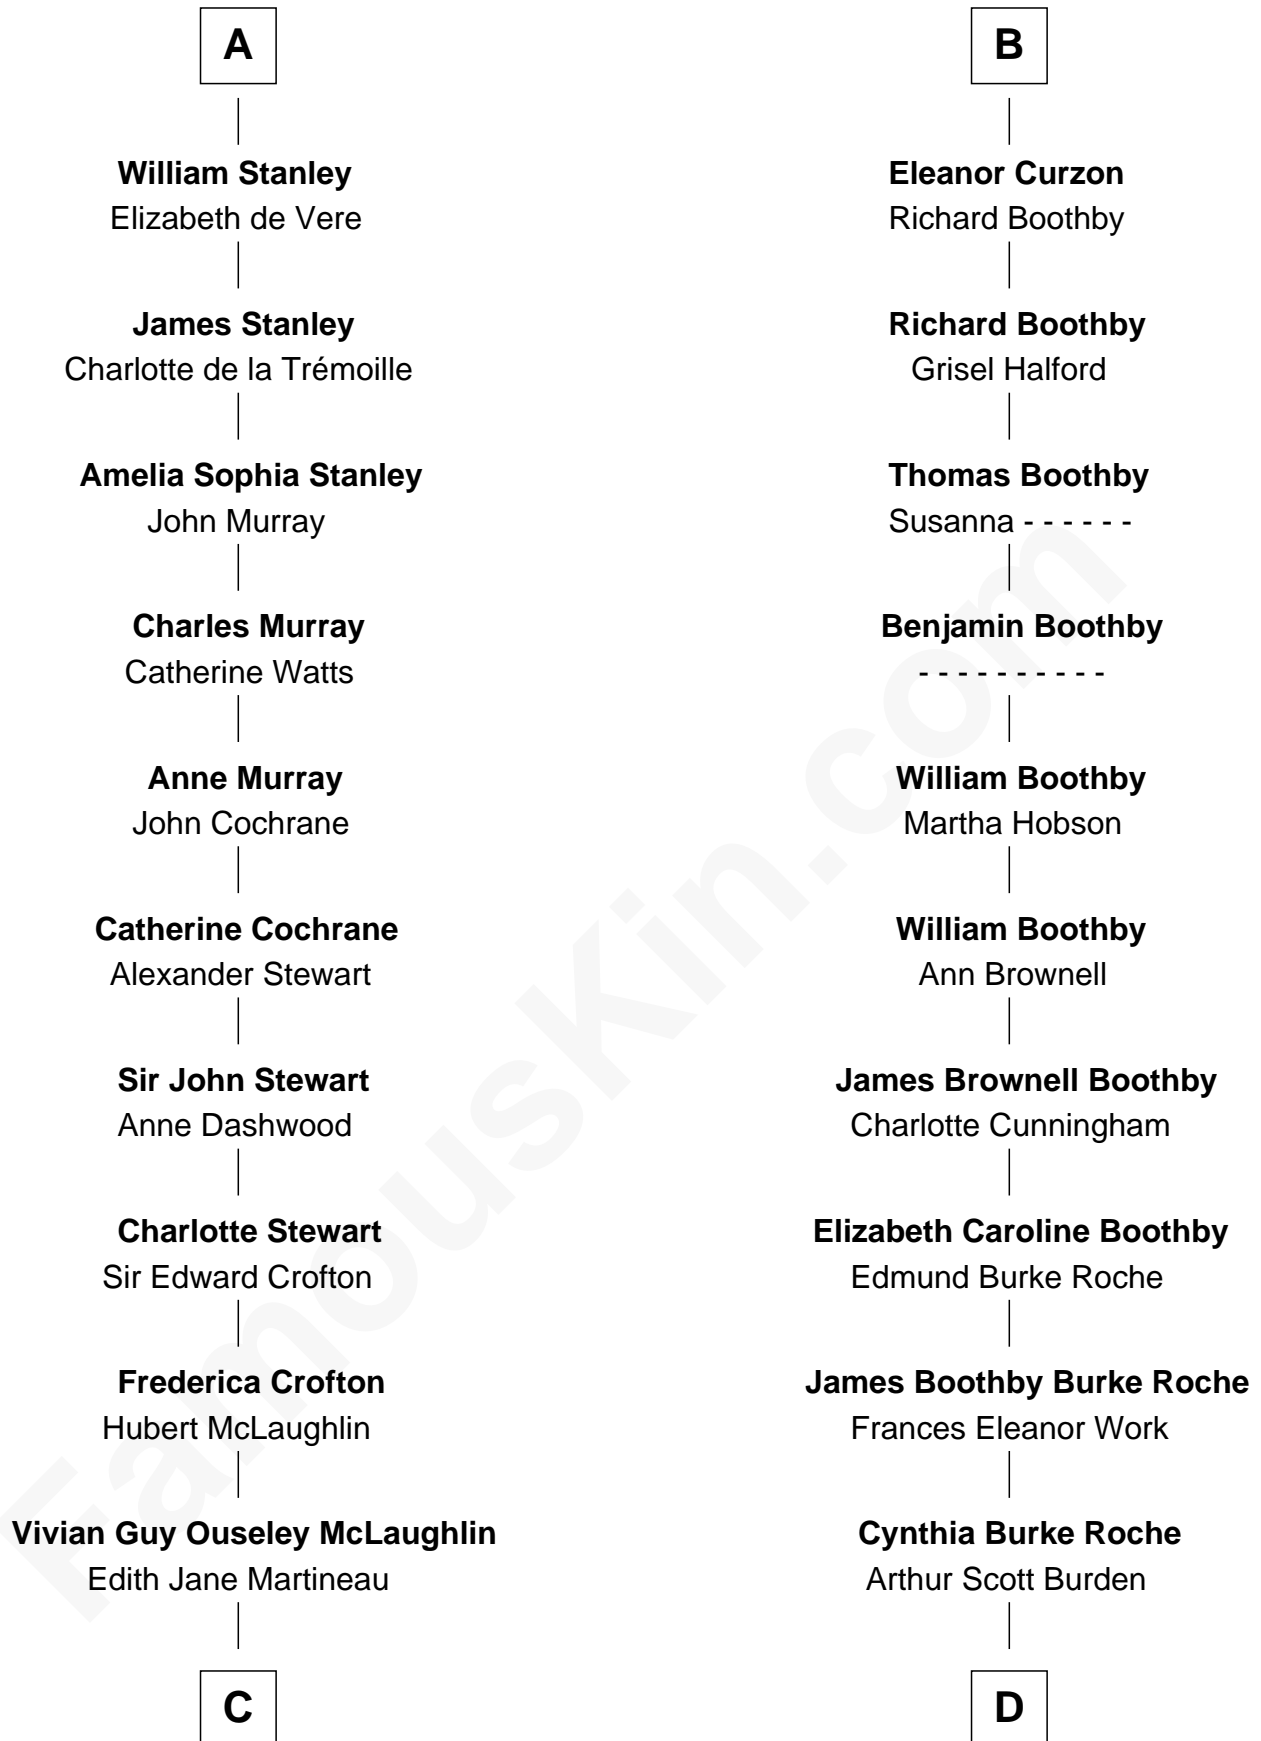 A
William Stanley
Elizabeth de Vere
James Stanley
Charlotte de la Trémoille
Amelia Sophia Stanley
John Murray
Charles Murray
Catherine Watts
Anne Murray
John Cochrane
Catherine Cochrane
Alexander Stewart
Sir John Stewart
Anne Dashwood
Charlotte Stewart
Sir Edward Crofton
Frederica Crofton
Hubert McLaughlin
Vivian Guy Ouseley McLaughlin
Edith Jane Martineau
C
B
Eleanor Curzon
Richard Boothby
Richard Boothby
Grisel Halford
Thomas Boothby
Susanna - - - - - -
Benjamin Boothby
- - - - - - - - - -
William Boothby
Martha Hobson
William Boothby
Ann Brownell
James Brownell Boothby
Charlotte Cunningham
Elizabeth Caroline Boothby
Edmund Burke Roche
James Boothby Burke Roche
Frances Eleanor Work
Cynthia Burke Roche
Arthur Scott Burden
D
FamousKin.com